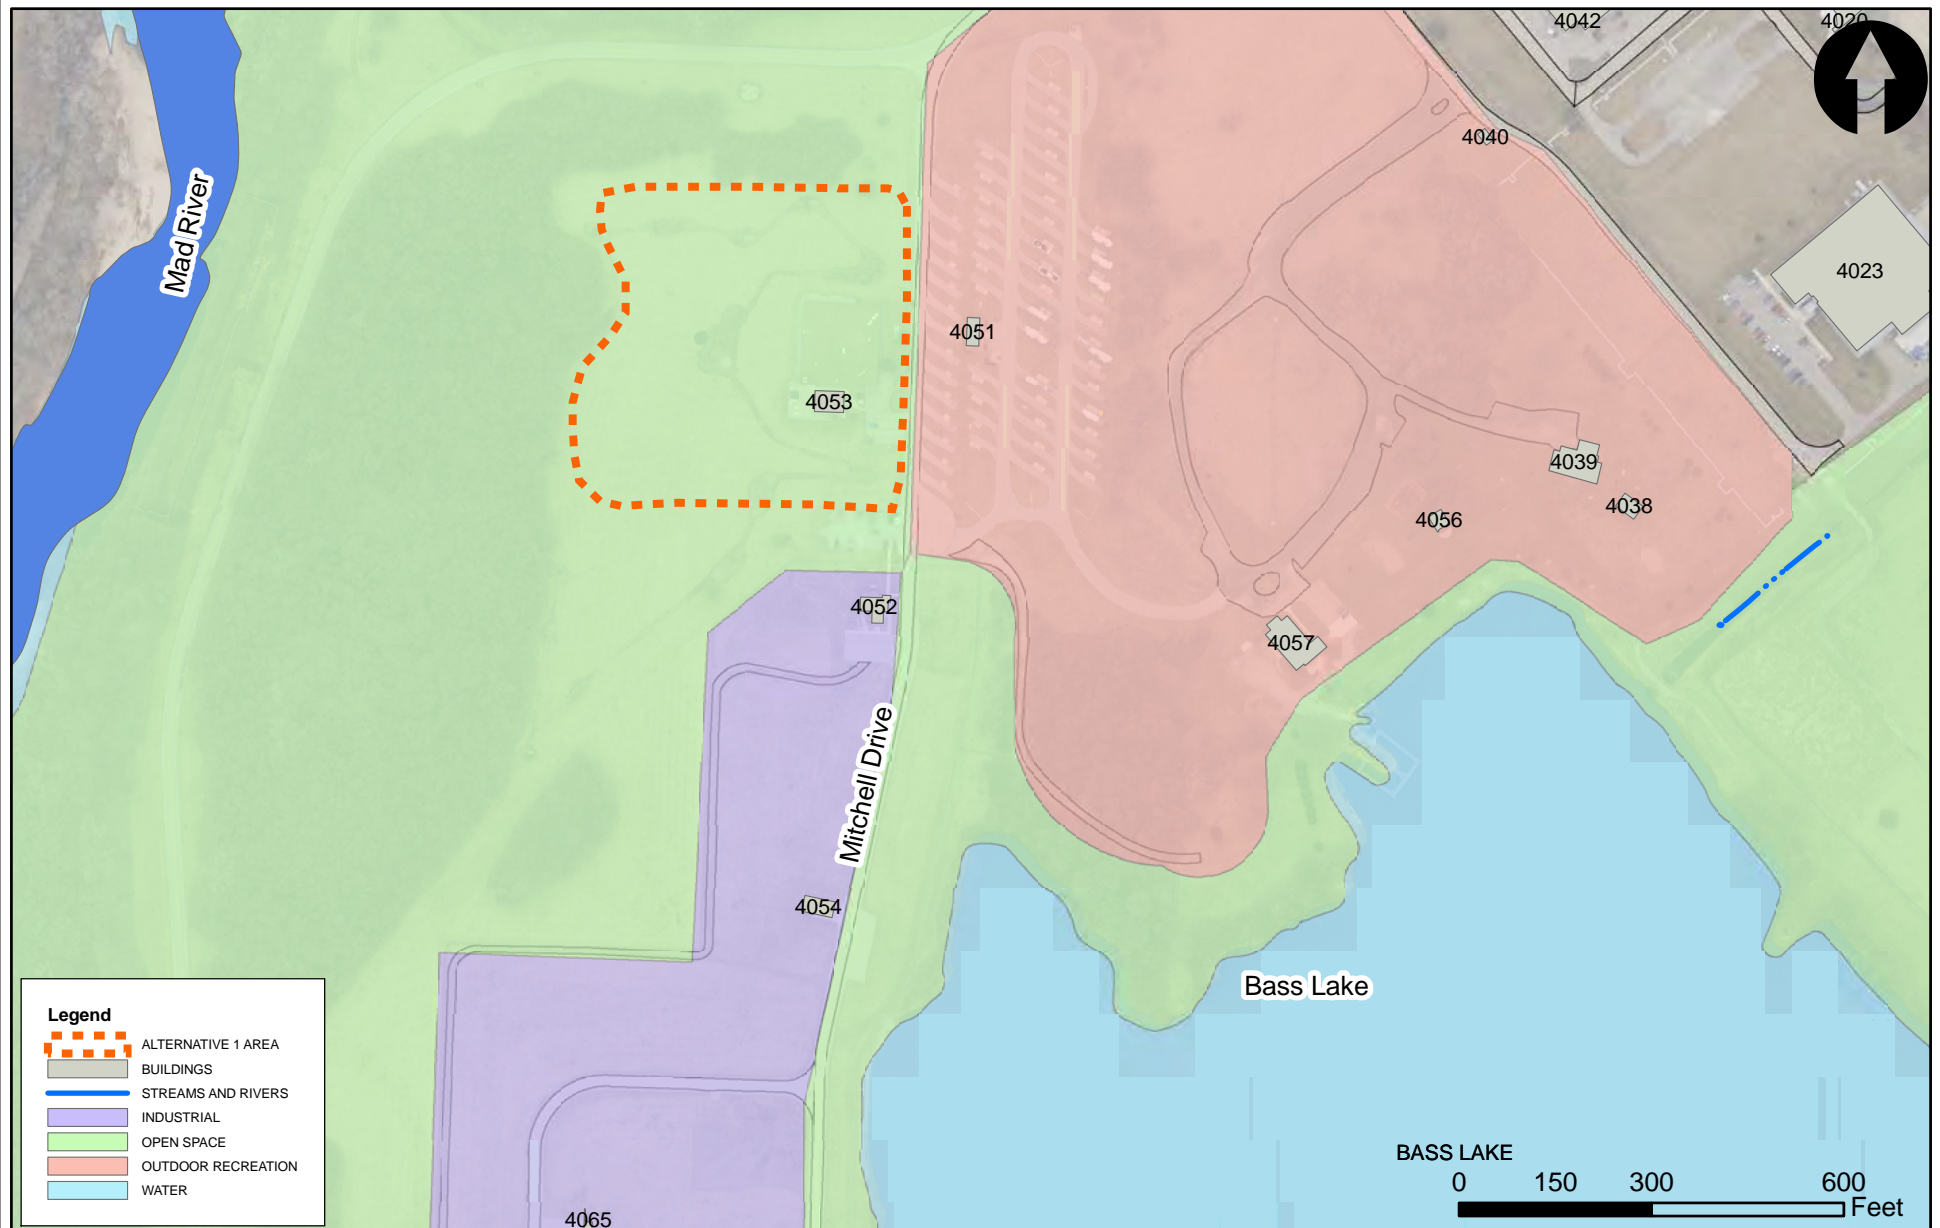 4042
4020
4040
Mad River
4023
4051
4053
4039
4038
4056
4052
4057
Mitchell Drive
4054
Bass Lake
Legend
ALTERNATIVE 1 AREA
BUILDINGS
STREAMS AND RIVERS
INDUSTRIAL
OPEN SPACE
OUTDOOR RECREATION
WATER
BASS LAKE
0 150 300 600
Feet
4065